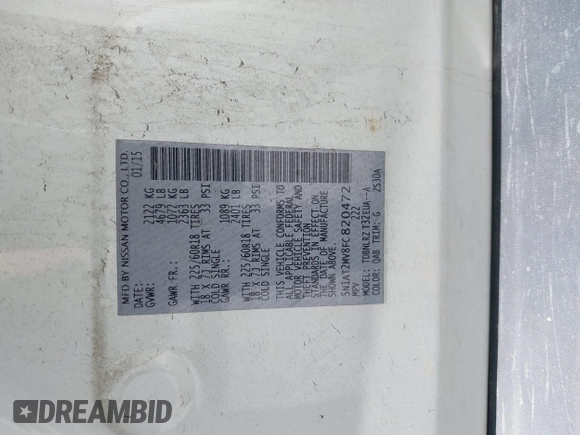 MFD BY NISSAN MOTOR CO., LTD.
DATE: 01/15
GVWR: 2122 KG
4679 LB
GAWR FR.: 1072 KG
2363 LB
WITH 225/60R18 TIRES
18 X 7J RIMS AT 33 PSI
COLD SINGLE
GAWR RR.: 1089 KG
2401 LB
WITH 225/60R18 TIRES
18 X 7J RIMS AT 33 PSI
COLD SINGLE
THIS VEHICLE CONFORMS TO
ALL APPLICABLE FEDERAL
MOTOR VEHICLE SAFETY AND
THEFT PREVENTION
STANDARDS IN EFFECT ON
THE DATE OF MANUFACTURE
SHOWN ABOVE.
5N1AT2MV8FC820472
MPV 222
MODEL: TDBNLRZ T32EUA - A
COLOR: QAB TRIM: G ZS30A
DREAMBID